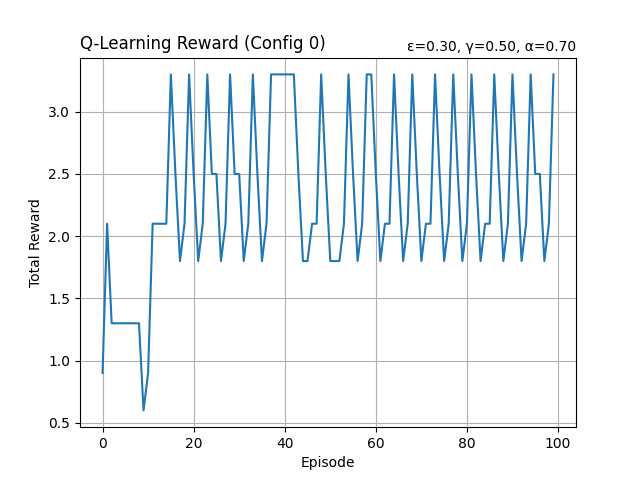 Q-Learning Reward (Config 0)
ε=0.30, γ=0.50, α=0.70
Total Reward
3.0
2.5
2.0
1.5
1.0
0.5
0 20 40 60 80 100
Episode